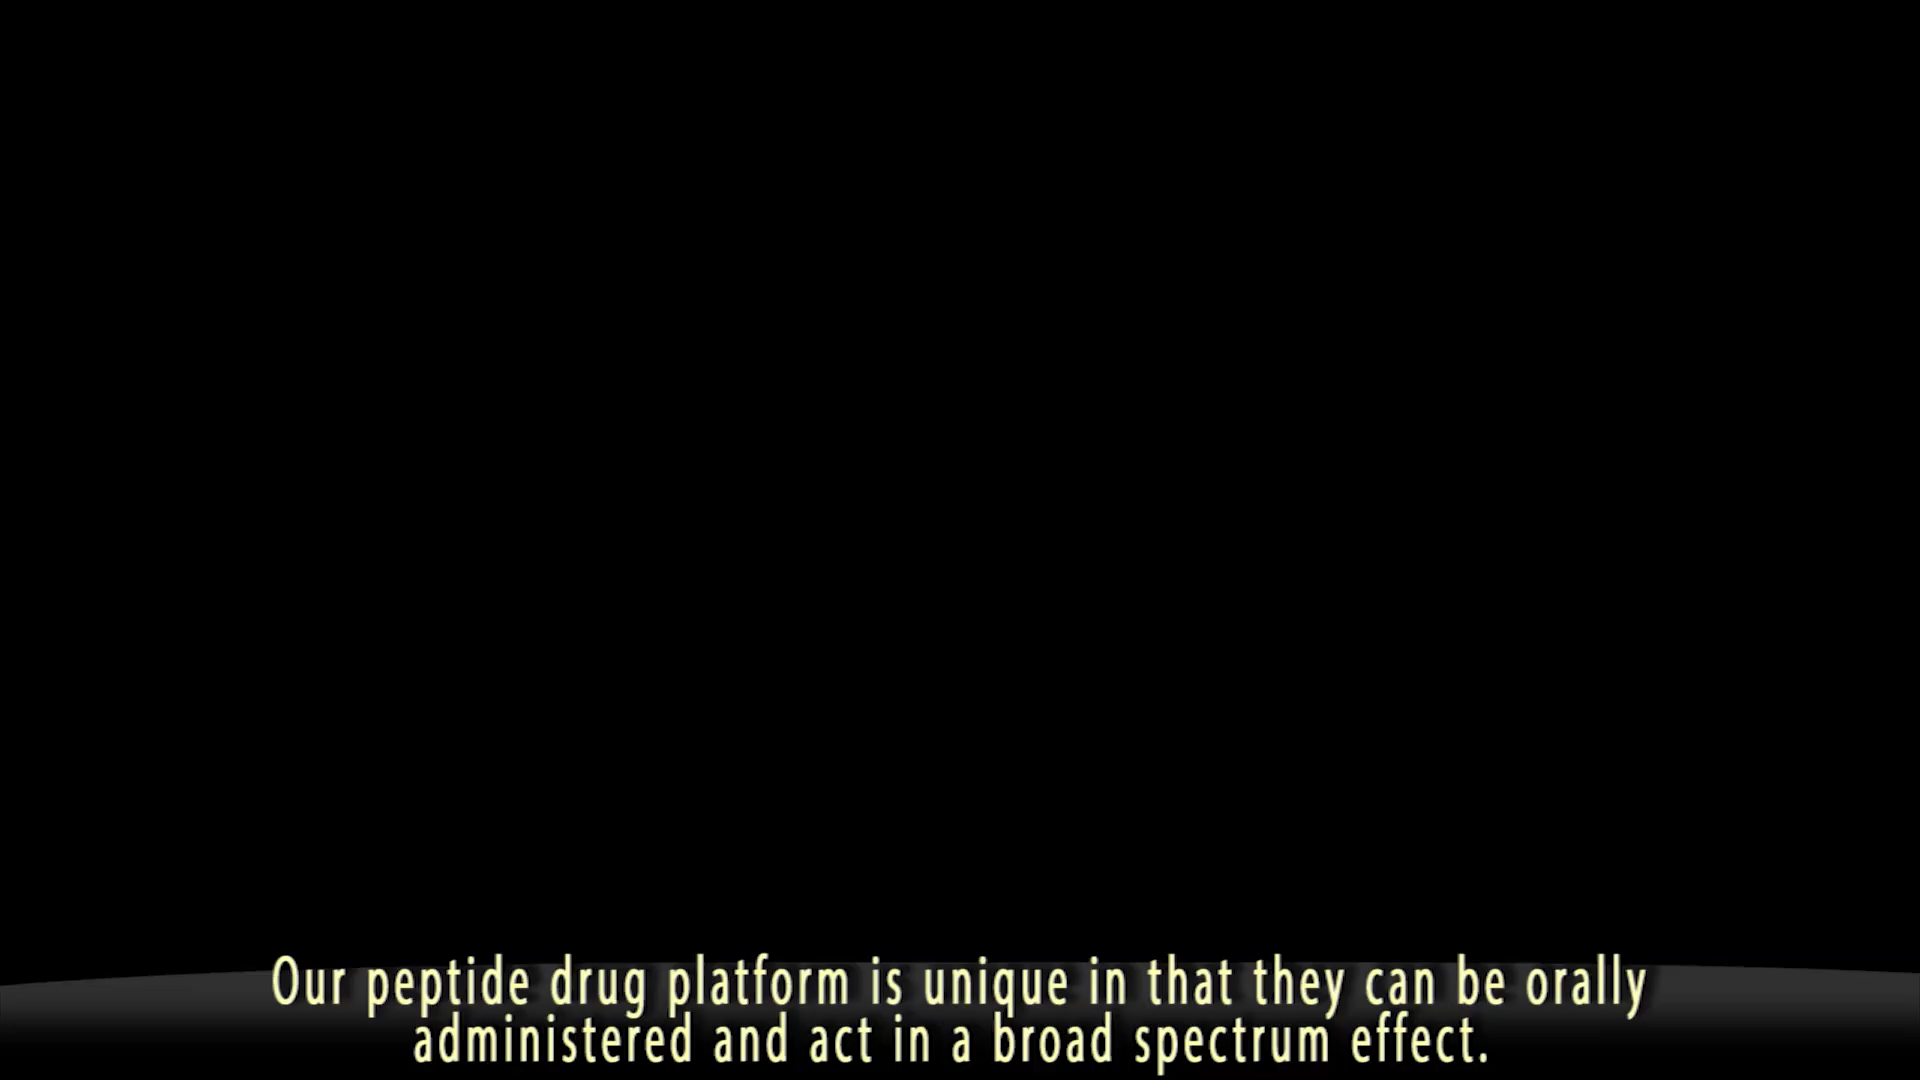 Our peptide drug platform is unique in that they can be orally
administered and act in a broad spectrum effect.